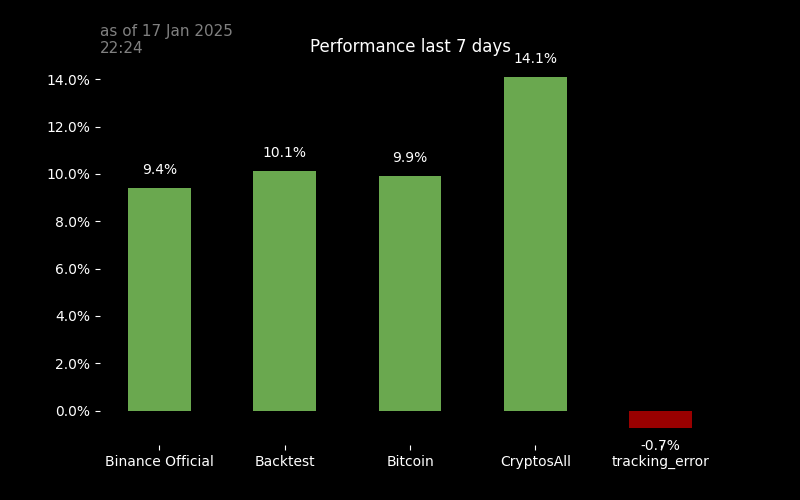 as of 17 Jan 2025
22:24
Performance last 7 days
14.1%
14.0%
12.0%
10.1%
9.4%
9.9%
10.0%
8.0%
6.0%
4.0%
2.0%
0.0%
-0.7%
Binance Official
Backtest
Bitcoin
CryptosAll
tracking_error